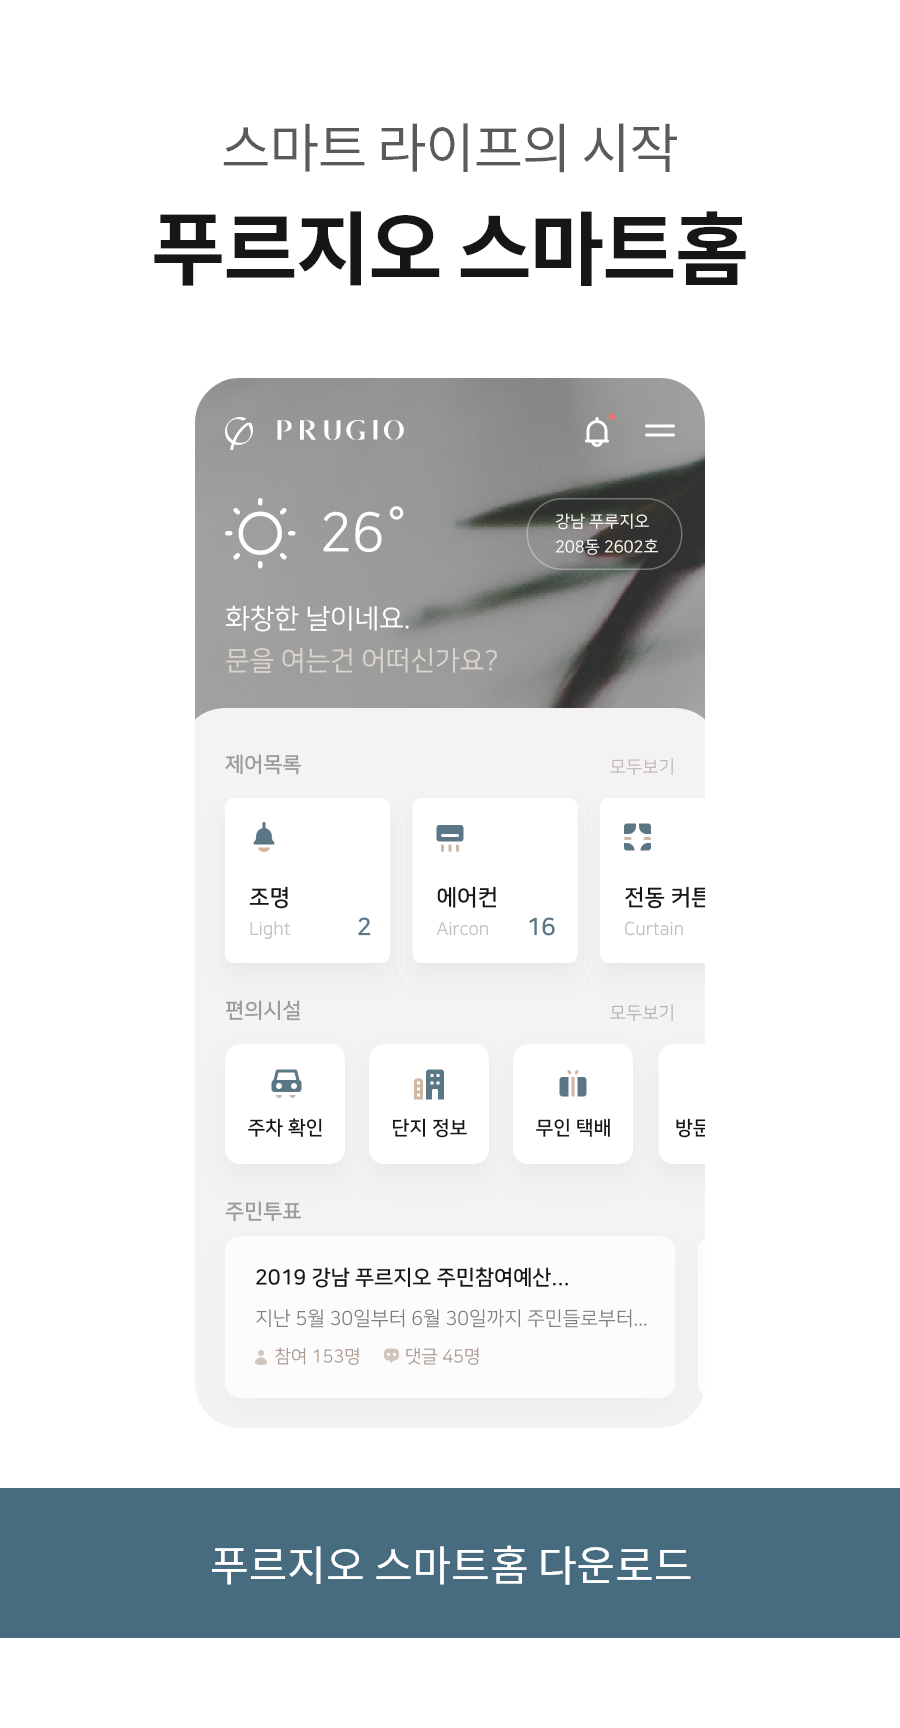 스마트 라이프의 시작
푸르지오 스마트홈
PRUGIO
26°
강남 푸루지오
208동 2602호
화창한 날이네요.
문을 여는건 어떠신가요?
제어목록 모두보기
조명 에어컨 전동 커튼
Light 2 Aircon 16 Curtain
편의시설 모두보기
주차 확인 단지 정보 무인 택배 방문
주민투표
2019 강남 푸르지오 주민참여예산...
지난 5월 30일부터 6월 30일까지 주민들로부터...
참여 153명 댓글 45명
푸르지오 스마트홈 다운로드